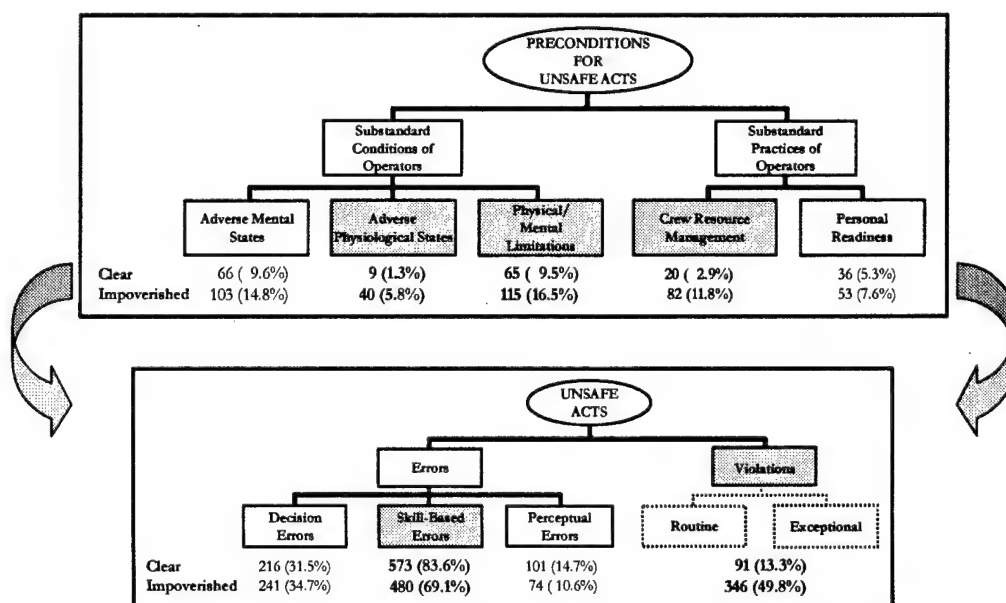 PRECONDITIONS
FOR
UNSAFE ACTS
Substandard
Conditions of
Operators
Substandard
Practices of
Operators
Adverse Mental
States
Adverse
Physiological States
Physical/
Mental
Limitations
Crew Resource
Management
Personal
Readiness
Clear 66 ( 9.6%) 9 (1.3%) 65 ( 9.5%) 20 ( 2.9%) 36 (5.3%)
Impoverished 103 (14.8%) 40 (5.8%) 115 (16.5%) 82 (11.8%) 53 (7.6%)
UNSAFE
ACTS
Errors
Violations
Decision
Errors
Skill-Based
Errors
Perceptual
Errors
Routine
Exceptional
Clear 216 (31.5%) 573 (83.6%) 101 (14.7%) 91 (13.3%)
Impoverished 241 (34.7%) 480 (69.1%) 74 (10.6%) 346 (49.8%)